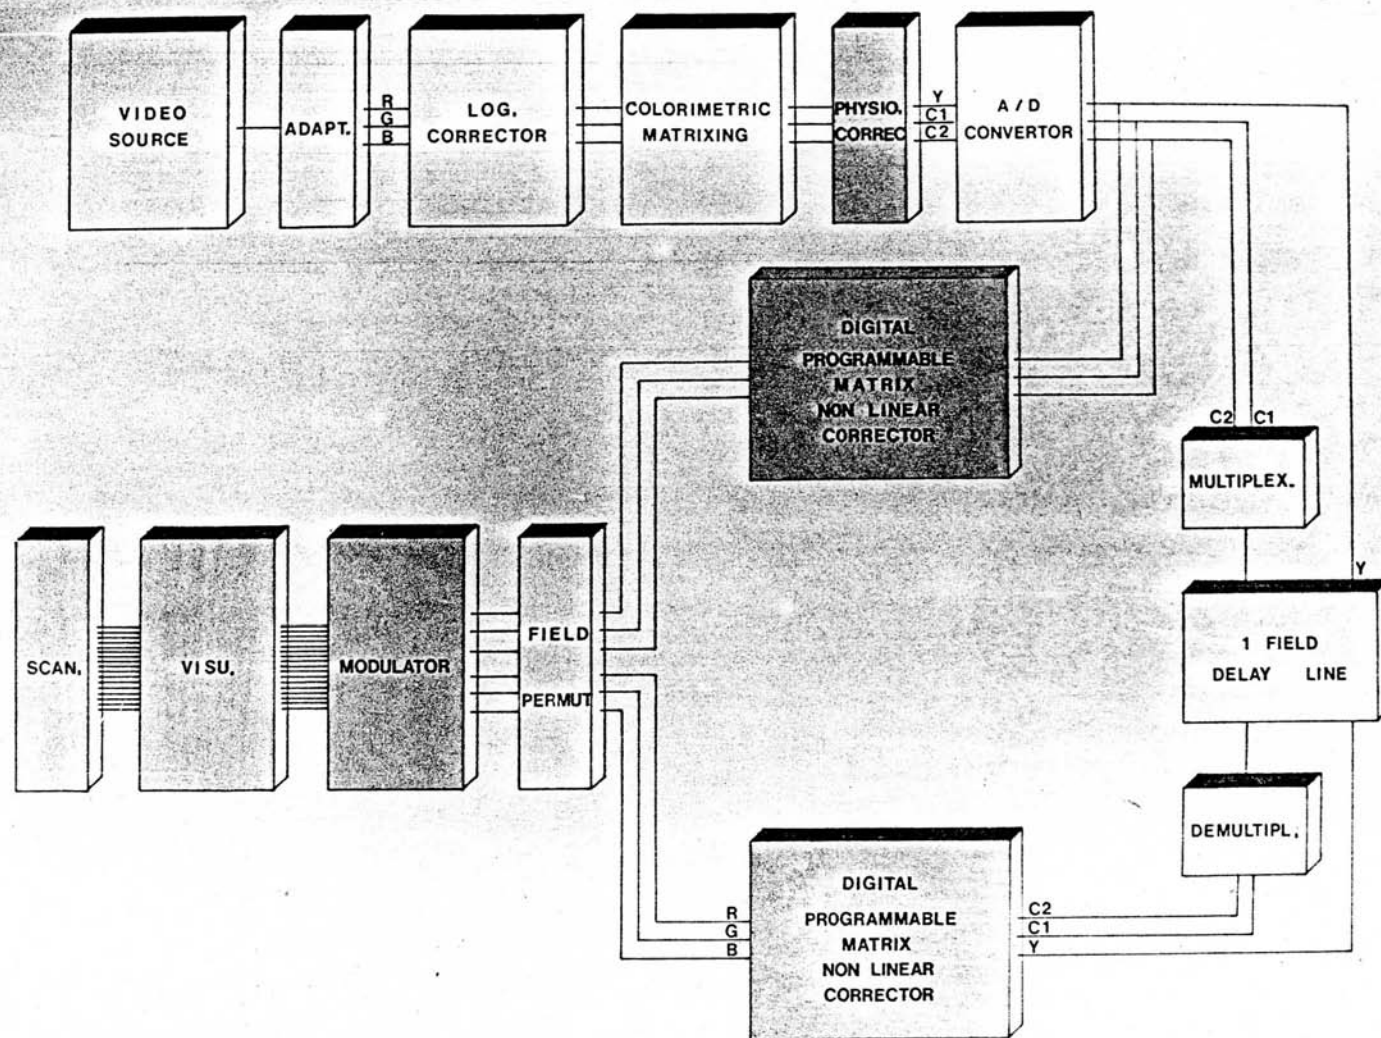 VIDEO
SOURCE
ADAPT.
R
G
B
LOG.
CORRECTOR
COLORIMETRIC
MATRIXING
PHYSIO.
CORREC
Y
C1
C2
A/D
CONVERTOR
DIGITAL
PROGRAMMABLE
MATRIX
NON LINEAR
CORRECTOR
C2 C1
MULTIPLEX.
Y
1 FIELD
DELAY LINE
DEMULTIPL.
SCAN.
VISU.
MODULATOR
FIELD
PERMUT
R
G
B
DIGITAL
PROGRAMMABLE
MATRIX
NON LINEAR
CORRECTOR
C2
C1
Y